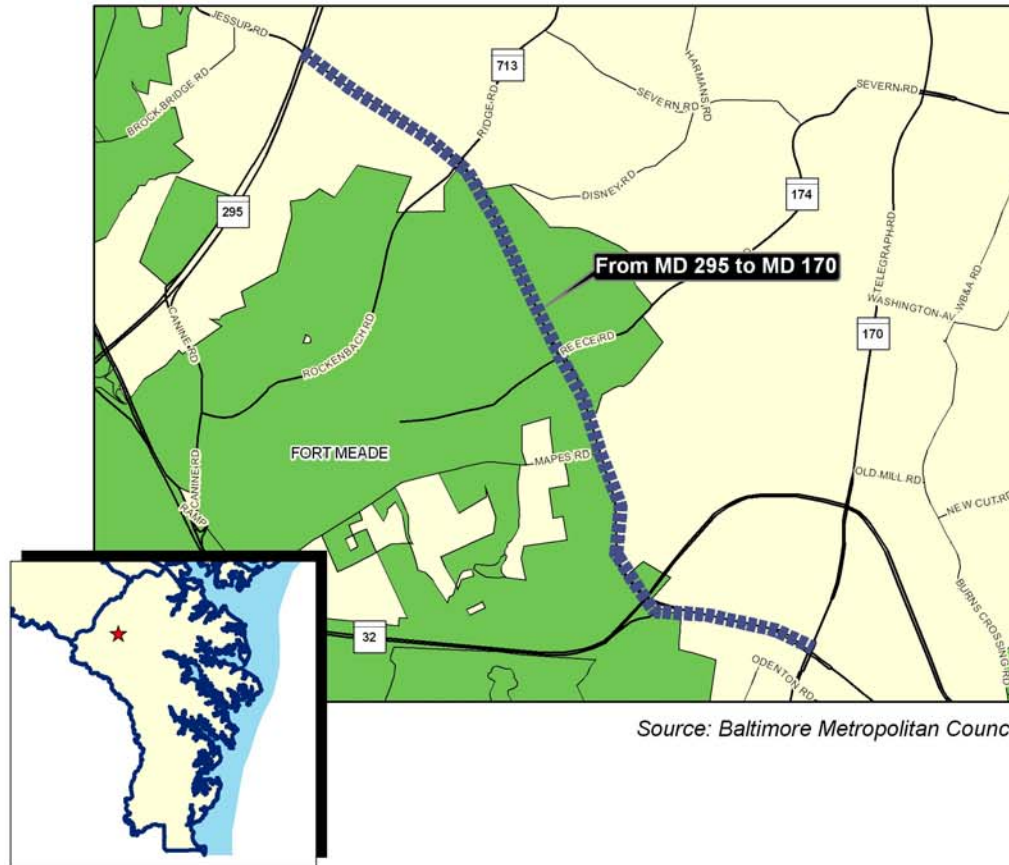 JESSUP RD
BROCK BRIDGE RD
713
RIDGE RD
HARMANS RD
SEVERN RD
SEVERN RD
DISNEY RD
174
295
From MD 295 to MD 170
TELEGRAPH RD
WB&A RD
WASHINGTON AV
170
CANINE RD
ROCKENBACH RD
REECE RD
FORT MEADE
MAPES RD
OLD MILL RD
NEW CUT RD
CANINE RD
RAMP
BURNS CROSSING RD
32
ODENTON RD
Source: Baltimore Metropolitan Counc